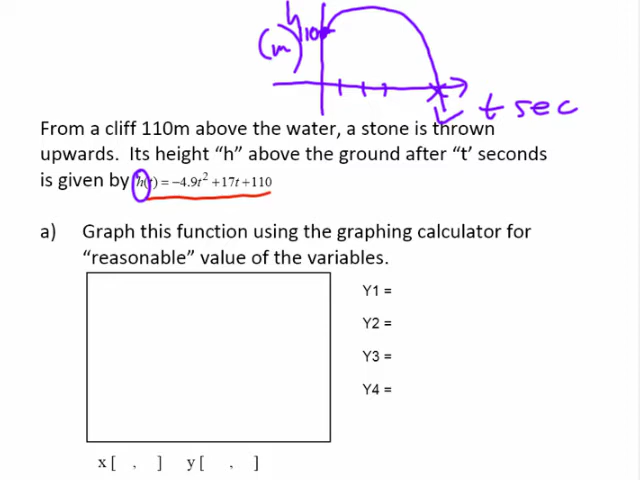 h
(m)
110
t sec
From a cliff 110m above the water, a stone is thrown
upwards. Its height “h” above the ground after “t’ seconds
is given by h(t) = −4.9t² +17t +110
a) Graph this function using the graphing calculator for
“reasonable” value of the variables.
Y1 =
Y2 =
Y3 =
Y4 =
x [ , ] y [ , ]